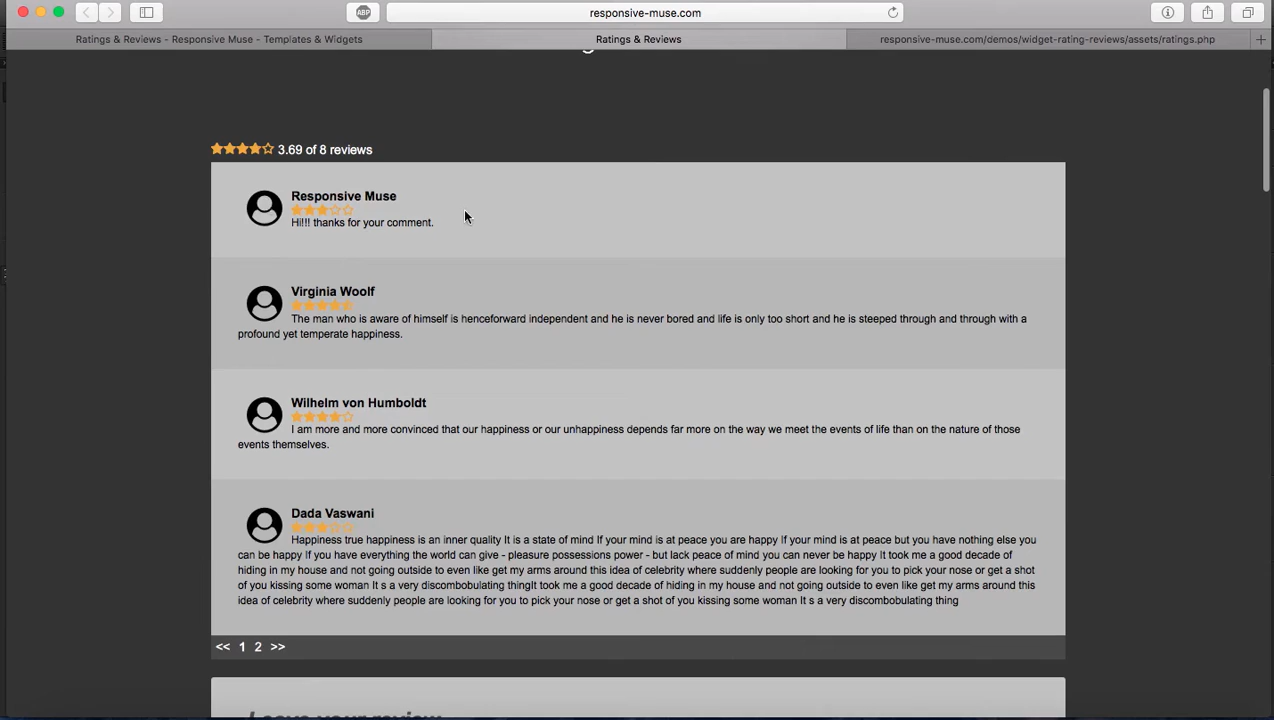 ABP
responsive-muse.com
Ratings & Reviews - Responsive Muse - Templates & Widgets
Ratings & Reviews
responsive-muse.com/demos/widget-rating-reviews/assets/ratings.php
3.69 of 8 reviews
Responsive Muse
Hi!!! thanks for your comment.
Virginia Woolf
The man who is aware of himself is henceforward independent and he is never bored and life is only too short and he is steeped through and through with a
profound yet temperate happiness.
Wilhelm von Humboldt
I am more and more convinced that our happiness or our unhappiness depends far more on the way we meet the events of life than on the nature of those
events themselves.
Dada Vaswani
Happiness true happiness is an inner quality It is a state of mind If your mind is at peace you are happy If your mind is at peace but you have nothing else you
can be happy If you have everything the world can give - pleasure possessions power - but lack peace of mind you can never be happy It took me a good decade of
hiding in my house and not going outside to even like get my arms around this idea of celebrity where suddenly people are looking for you to pick your nose or get a shot
of you kissing some woman It s a very discombobulating thingIt took me a good decade of hiding in my house and not going outside to even like get my arms around this
idea of celebrity where suddenly people are looking for you to pick your nose or get a shot of you kissing some woman It s a very discombobulating thing
<< 1 2 >>
Leave your review